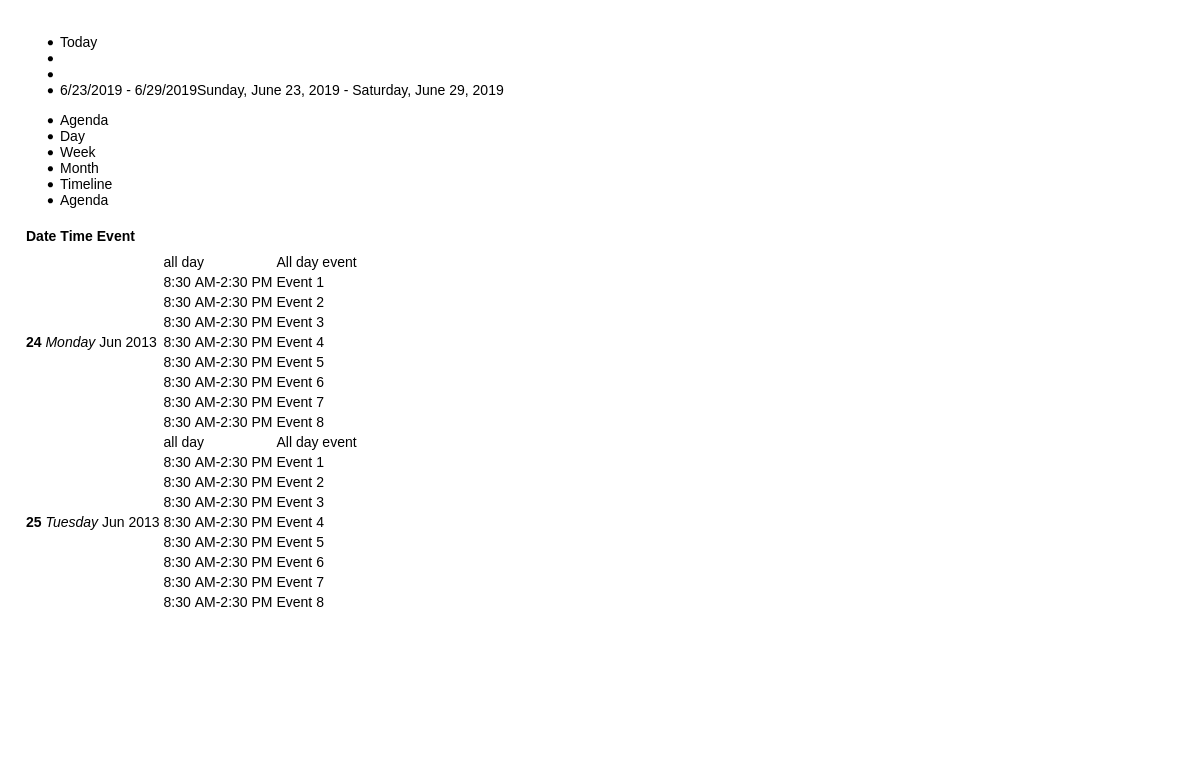 Today
6/23/2019 - 6/29/2019Sunday, June 23, 2019 - Saturday, June 29, 2019
Agenda
Day
Week
Month
Timeline
Agenda
Date Time Event
all day All day event
8:30 AM-2:30 PM Event 1
8:30 AM-2:30 PM Event 2
8:30 AM-2:30 PM Event 3
24 Monday Jun 2013 8:30 AM-2:30 PM Event 4
8:30 AM-2:30 PM Event 5
8:30 AM-2:30 PM Event 6
8:30 AM-2:30 PM Event 7
8:30 AM-2:30 PM Event 8
all day All day event
8:30 AM-2:30 PM Event 1
8:30 AM-2:30 PM Event 2
8:30 AM-2:30 PM Event 3
25 Tuesday Jun 2013 8:30 AM-2:30 PM Event 4
8:30 AM-2:30 PM Event 5
8:30 AM-2:30 PM Event 6
8:30 AM-2:30 PM Event 7
8:30 AM-2:30 PM Event 8